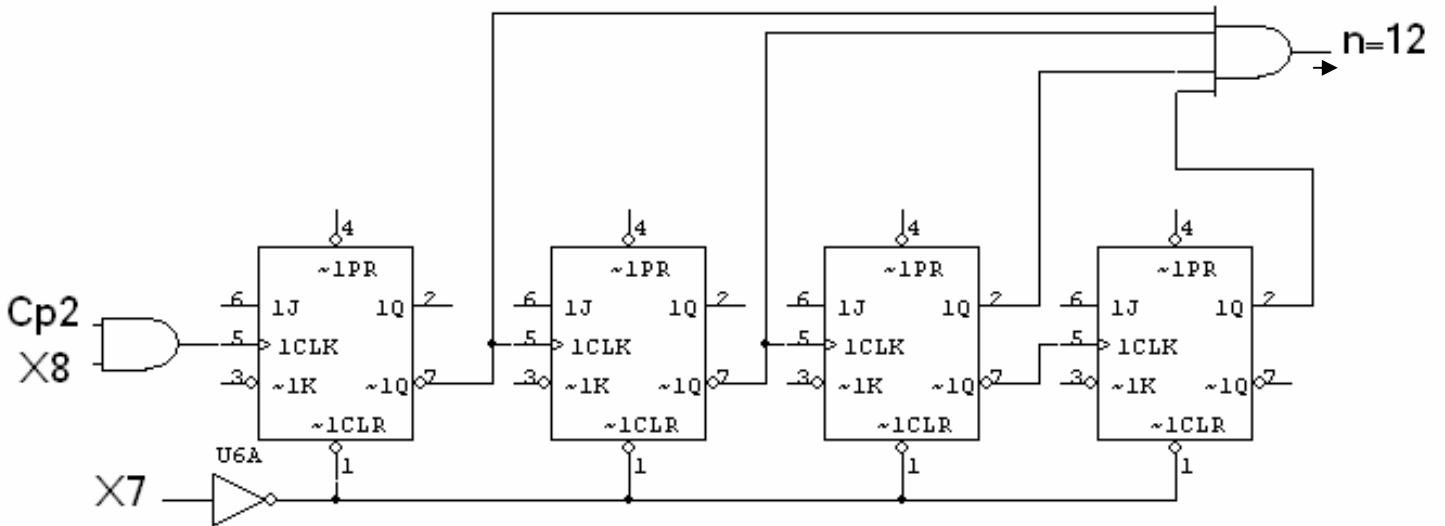 n=12
4 4 4 4
~1PR ~1PR ~1PR ~1PR
6 1J 1Q 2 6 1J 1Q 2 6 1J 1Q 2 6 1J 1Q 2
Cp2
5 1CLK 5 1CLK 5 1CLK 5 1CLK
X8
3 ~1K ~1Q 7 3 ~1K ~1Q 7 3 ~1K ~1Q 7 3 ~1K ~1Q 7
~1CLR ~1CLR ~1CLR ~1CLR
U6A
1 1 1 1
X7